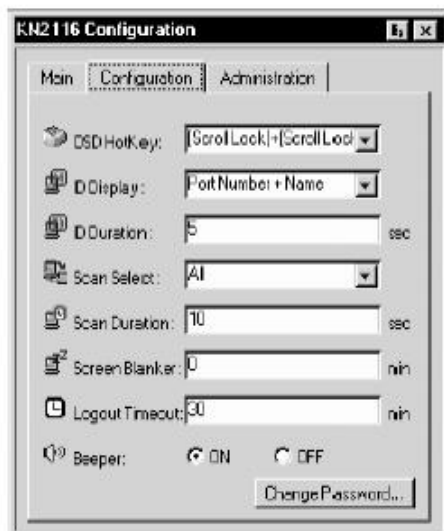 KN2116 Configuration
Main Configuration Administration
OSD HotKey: [Scroll Lock]+[Scroll Lock
ID Display: Port Number + Name
ID Duration: 5 sec
Scan Select: All
Scan Duration: 10 sec
Screen Blanker: 0 min
Logout Timeout: 30 min
Beeper: ON OFF
Change Password...